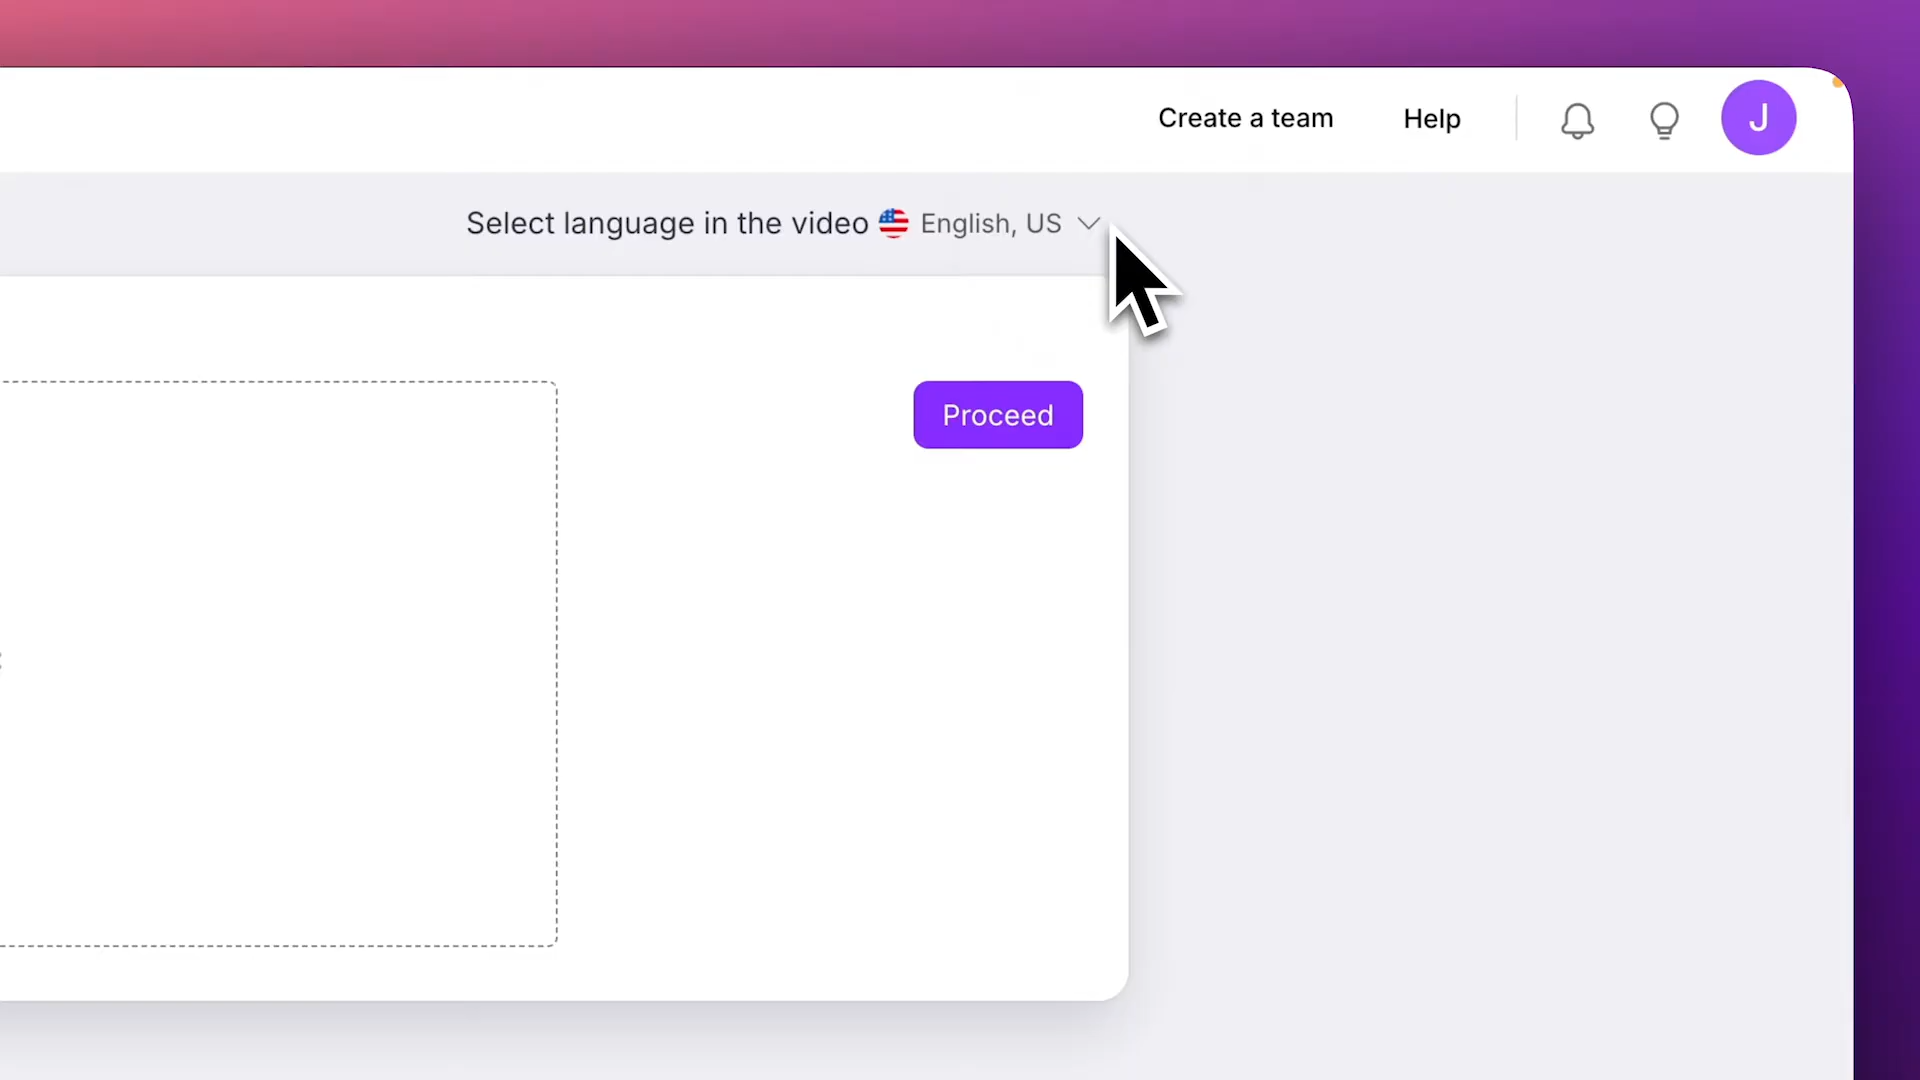 Create a team Help J
Select language in the video English, US
Proceed